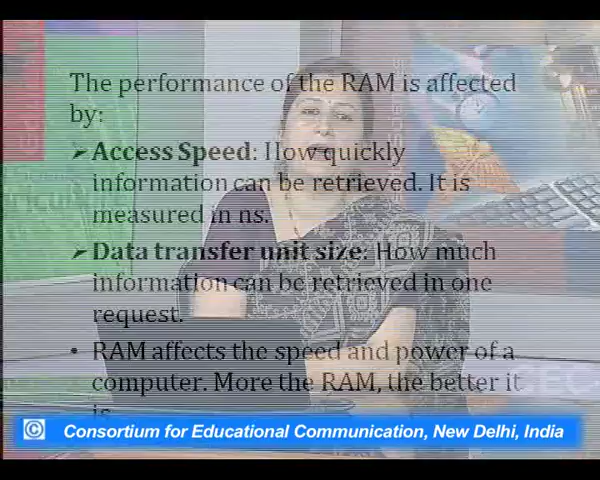 The performance of the RAM is affected
by:
➢ Access Speed: How quickly
information can be retrieved. It is
measured in ns.
➢ Data transfer unit size: How much
information can be retrieved in one
request.
• RAM affects the speed and power of a
computer. More the RAM, the better it
is.
CEC
© Consortium for Educational Communication, New Delhi, India